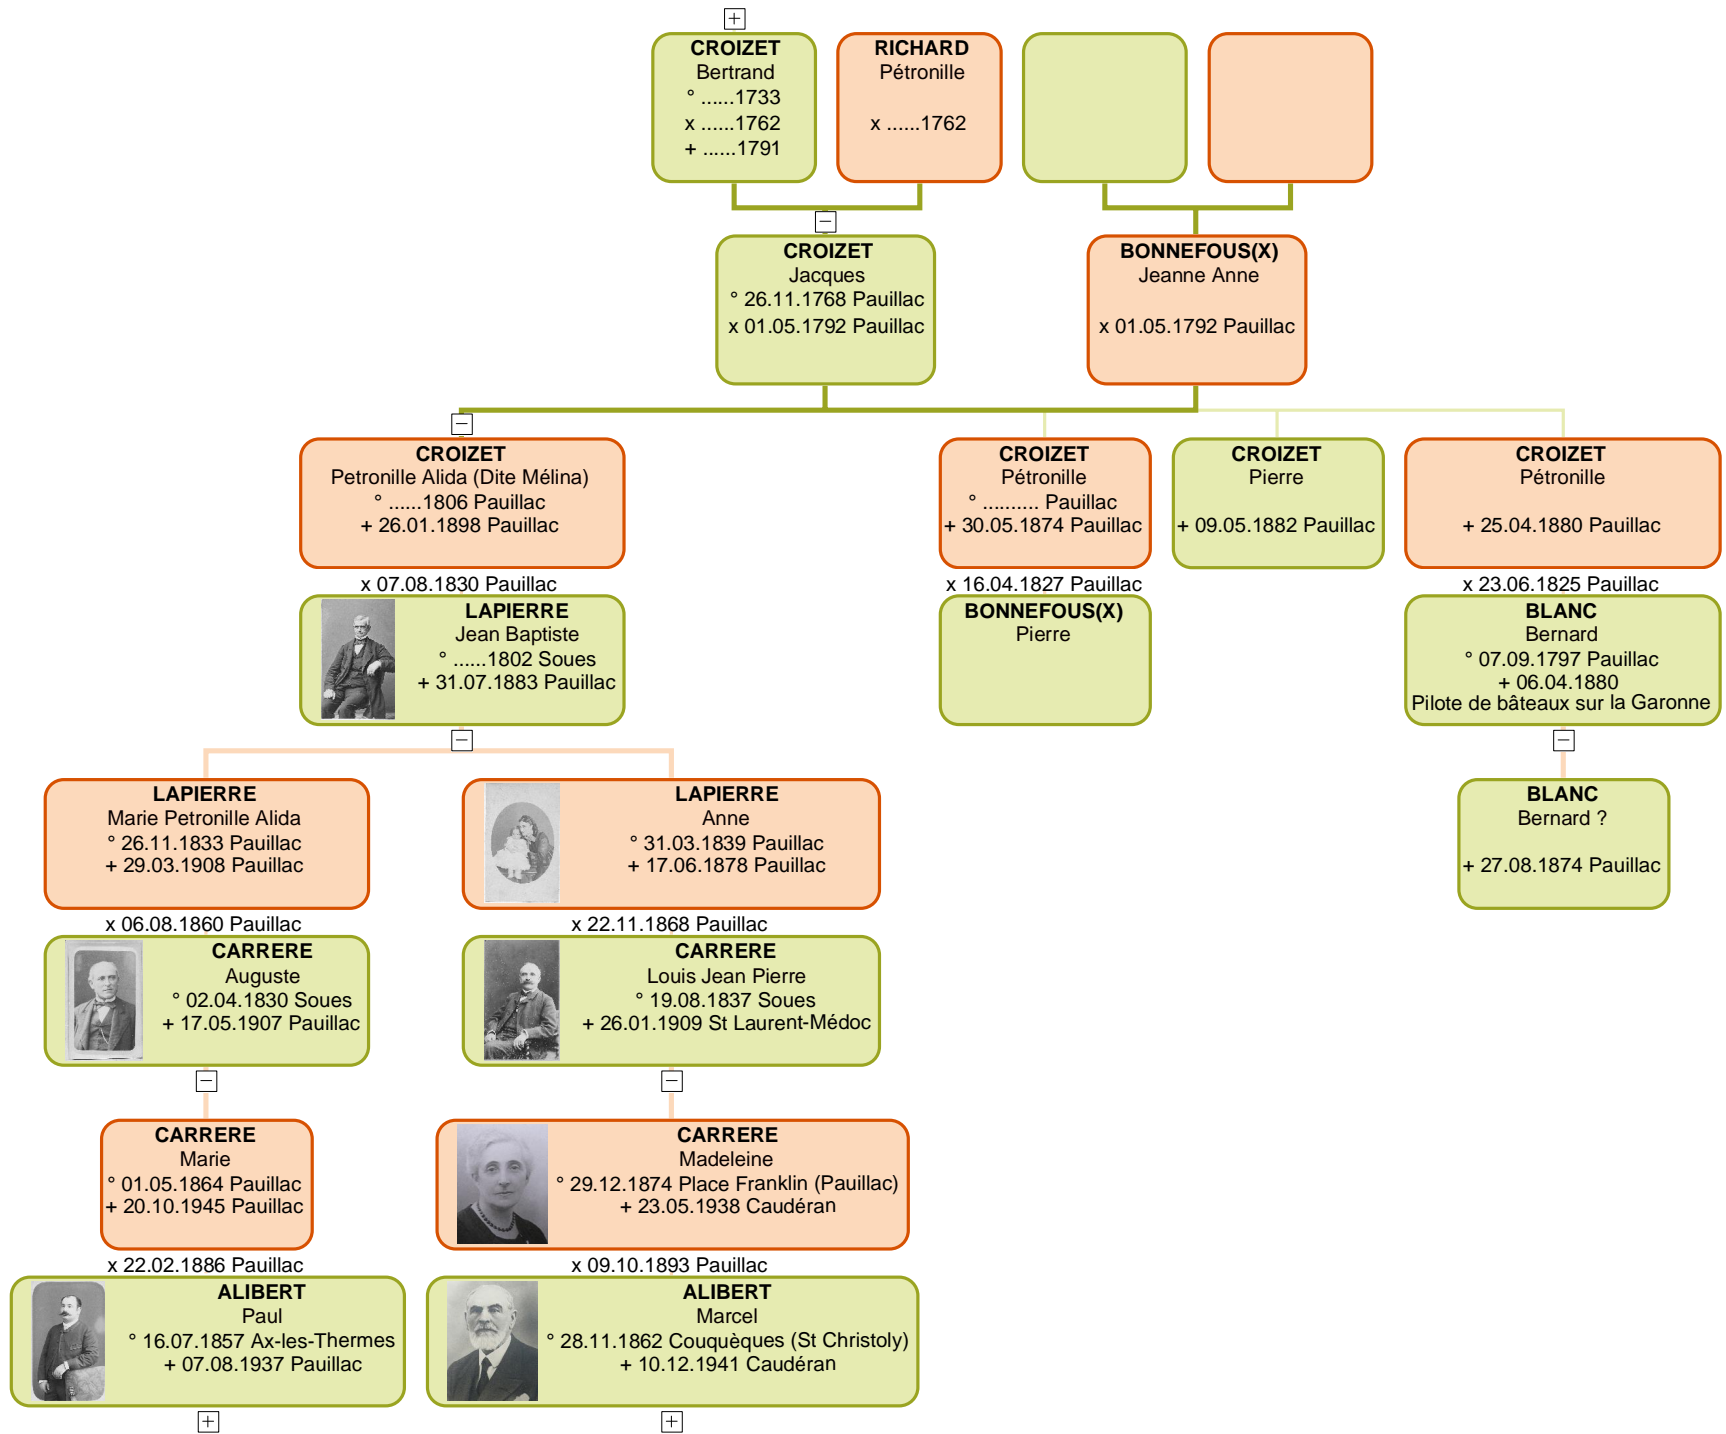 CROIZET
Bertrand
° ......1733
x ......1762
+ ......1791
RICHARD
Pétronille
x ......1762
CROIZET
Jacques
° 26.11.1768 Pauillac
x 01.05.1792 Pauillac
BONNEFOUS(X)
Jeanne Anne
x 01.05.1792 Pauillac
CROIZET
Petronille Alida (Dite Mélina)
° ......1806 Pauillac
+ 26.01.1898 Pauillac
x 07.08.1830 Pauillac
LAPIERRE
Jean Baptiste
° ......1802 Soues
+ 31.07.1883 Pauillac
CROIZET
Pétronille
° .......... Pauillac
+ 30.05.1874 Pauillac
x 16.04.1827 Pauillac
BONNEFOUS(X)
Pierre
CROIZET
Pierre
+ 09.05.1882 Pauillac
CROIZET
Pétronille
+ 25.04.1880 Pauillac
x 23.06.1825 Pauillac
BLANC
Bernard
° 07.09.1797 Pauillac
+ 06.04.1880
Pilote de bâteaux sur la Garonne
LAPIERRE
Marie Petronille Alida
° 26.11.1833 Pauillac
+ 29.03.1908 Pauillac
x 06.08.1860 Pauillac
CARRERE
Auguste
° 02.04.1830 Soues
+ 17.05.1907 Pauillac
LAPIERRE
Anne
° 31.03.1839 Pauillac
+ 17.06.1878 Pauillac
x 22.11.1868 Pauillac
CARRERE
Louis Jean Pierre
° 19.08.1837 Soues
+ 26.01.1909 St Laurent-Médoc
BLANC
Bernard ?
+ 27.08.1874 Pauillac
CARRERE
Marie
° 01.05.1864 Pauillac
+ 20.10.1945 Pauillac
x 22.02.1886 Pauillac
ALIBERT
Paul
° 16.07.1857 Ax-les-Thermes
+ 07.08.1937 Pauillac
CARRERE
Madeleine
° 29.12.1874 Place Franklin (Pauillac)
+ 23.05.1938 Caudéran
x 09.10.1893 Pauillac
ALIBERT
Marcel
° 28.11.1862 Couquèques (St Christoly)
+ 10.12.1941 Caudéran